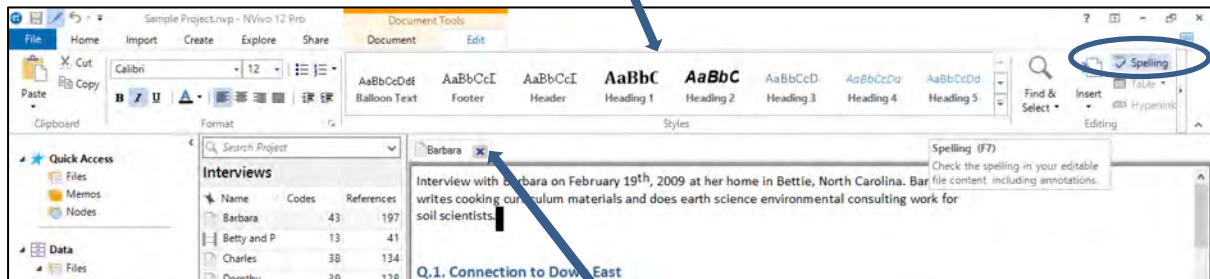 Sample Project.nvp - NVivo 12 Pro
Document Tools
?
File Home Import Create Explore Share Document Edit
Paste
Cut
Copy
Clipboard
Calibri 12
B I U A
Format
AaBbCcDdE AaBbCcI AaBbCcI AaBbC AaBbC AaBbCcD AaBbCcDd AaBbCcDd
Balloon Text Footer Header Heading 1 Heading 2 Heading 3 Heading 4 Heading 5
Styles
Find &
Select
Insert
Spelling
Table
Editing
Spelling (F7)
Check the spelling in your editable
file content, including annotations.
Quick Access
Files
Memos
Nodes
Data
Files
Search Project
Interviews
Name Codes References
Barbara 43 197
Betty and P 13 41
Charles 38 134
Dorothy 39 128
Barbara x
Interview with Barbara on February 19th, 2009 at her home in Bettie, North Carolina. Bar
writes cooking curriculum materials and does earth science environmental consulting work for
soil scientists.
Q.1. Connection to Down East